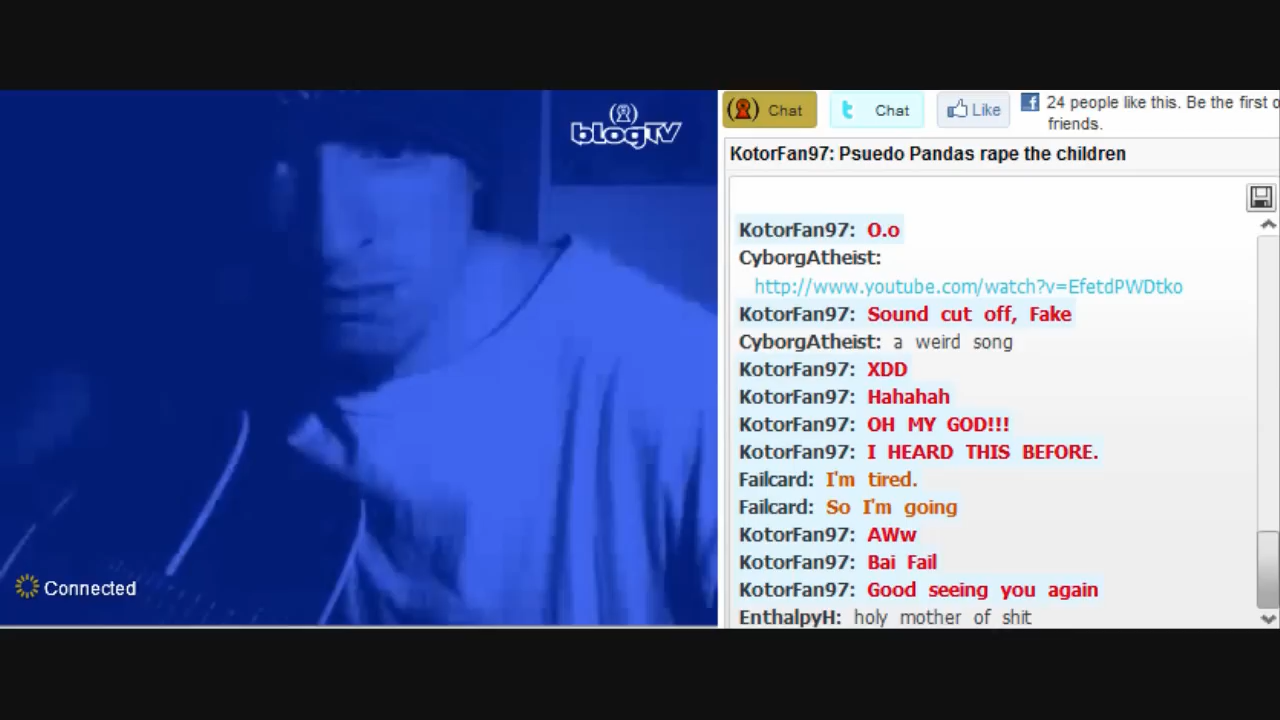 blogTV
Connected
Chat
Chat
Like
24 people like this. Be the first o
friends.
KotorFan97: Psuedo Pandas rape the children
KotorFan97: O.o
CyborgAtheist:
http://www.youtube.com/watch?v=EfetdPWDtko
KotorFan97: Sound cut off, Fake
CyborgAtheist: a weird song
KotorFan97: XDD
KotorFan97: Hahahah
KotorFan97: OH MY GOD!!!
KotorFan97: I HEARD THIS BEFORE.
Failcard: I'm tired.
Failcard: So I'm going
KotorFan97: AWw
KotorFan97: Bai Fail
KotorFan97: Good seeing you again
EnthalpyH: holy mother of shit